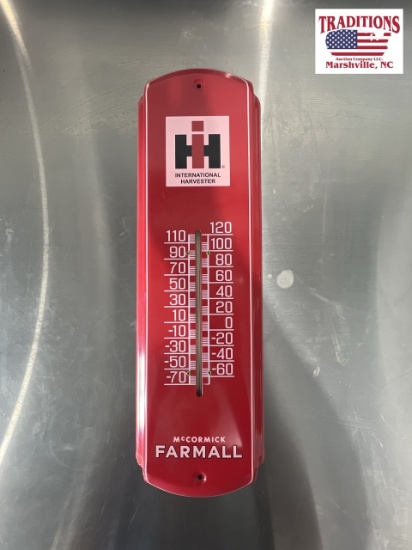 TRADITIONS
Auction Company LLC.
Marshville, NC
IH
INTERNATIONAL
HARVESTER
120
110
100
90
80
70
60
50
40
30
20
10
0
-10
-20
-30
-40
-50
-60
-70
McCORMICK
FARMALL